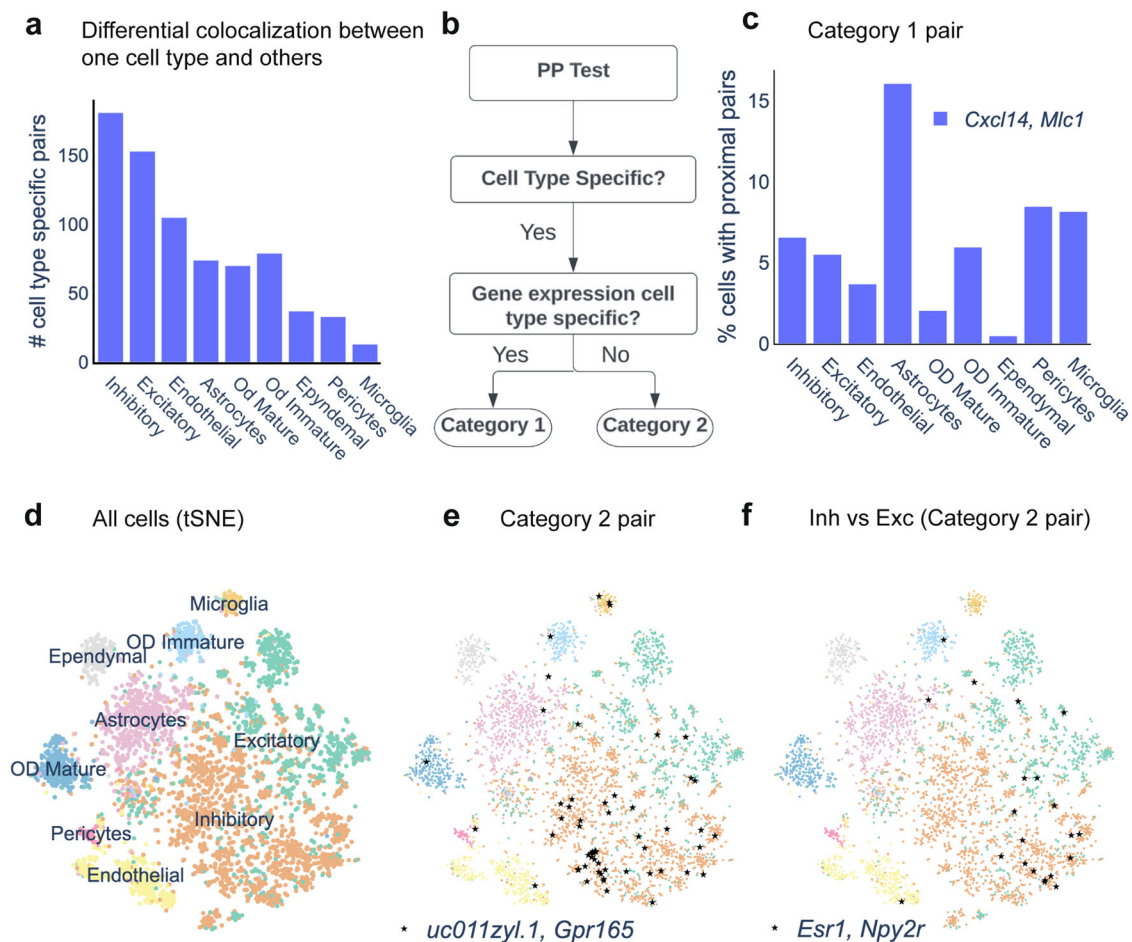 a
Differential colocalization between
one cell type and others
# cell type specific pairs
150
100
50
0
Inhibitory
Excitatory
Endothelial
Astrocytes
Od Mature
Od Immature
Epyndemal
Pericytes
Microglia
b
PP Test
Cell Type Specific?
Yes
Gene expression cell
type specific?
Yes
No
Category 1
Category 2
c
Category 1 pair
% cells with proximal pairs
15
10
5
0
Cxcl14, Mlc1
Inhibitory
Excitatory
Endothelial
Astrocytes
OD Mature
OD Immature
Ependymal
Pericytes
Microglia
d
All cells (tSNE)
Microglia
OD Immature
Ependymal
Astrocytes
Excitatory
OD Mature
Inhibitory
Pericytes
Endothelial
e
Category 2 pair
uc011zyl.1, Gpr165
f
Inh vs Exc (Category 2 pair)
Esr1, Npy2r